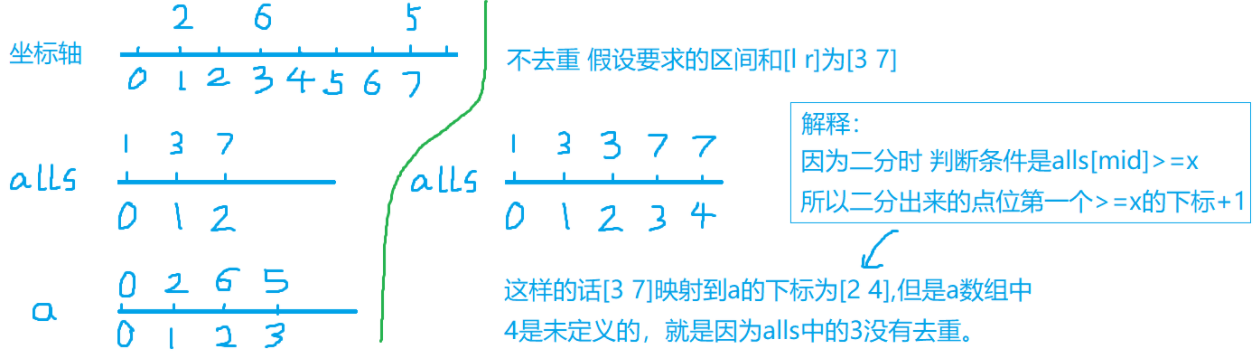 2 6 5
坐标轴
0 1 2 3 4 5 6 7
1 3 7
alls
0 1 2
0 2 6 5
a
0 1 2 3
不去重 假设要求的区间和[l r]为[3 7]
解释：
因为二分时 判断条件是alls[mid]>=x
所以二分出来的点位第一个>=x的下标+1
1 3 3 7 7
alls
0 1 2 3 4
这样的话[3 7]映射到a的下标为[2 4],但是a数组中
4是未定义的，就是因为alls中的3没有去重。